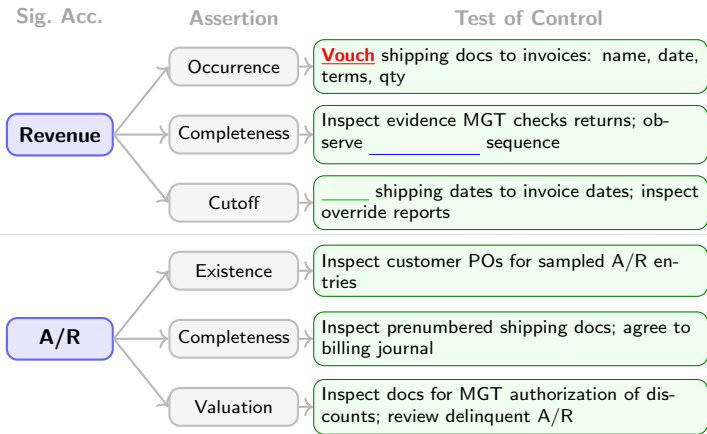 Sig. Acc. Assertion Test of Control
Occurrence
Vouch shipping docs to invoices: name, date,
terms, qty
Revenue
Completeness
Inspect evidence MGT checks returns; ob-
serve ____ sequence
Cutoff
____ shipping dates to invoice dates; inspect
override reports
Existence
Inspect customer POs for sampled A/R en-
tries
A/R
Completeness
Inspect prenumbered shipping docs; agree to
billing journal
Valuation
Inspect docs for MGT authorization of dis-
counts; review delinquent A/R